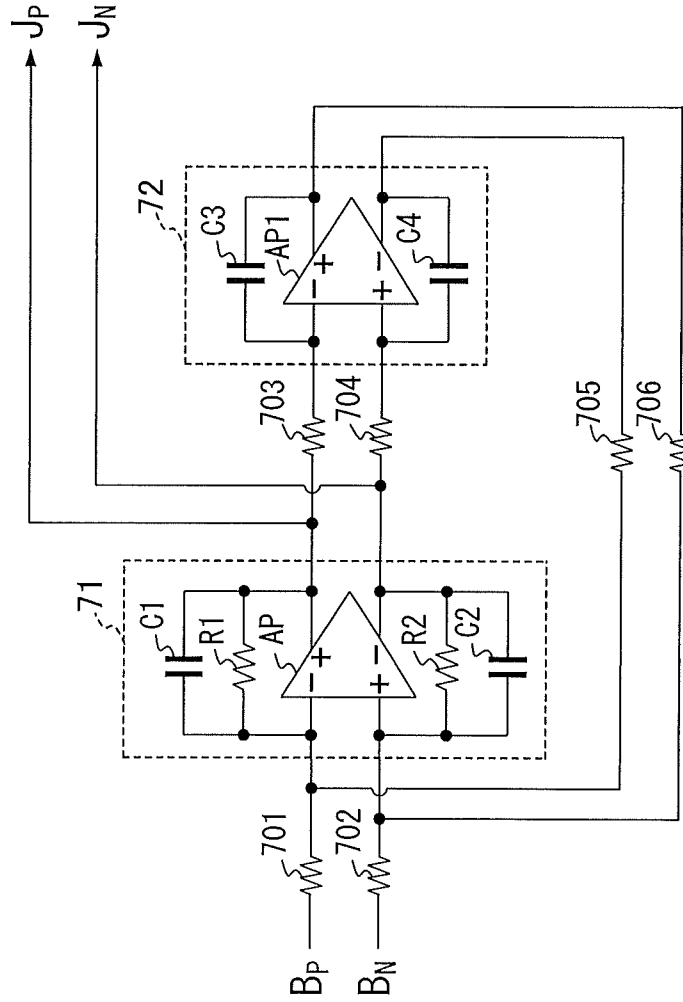 J_P
J_N
72
C3
AP1
− +
+ −
C4
703
704
705
706
71
C1
R1
AP
− +
+ −
R2
C2
701
702
B_P
B_N